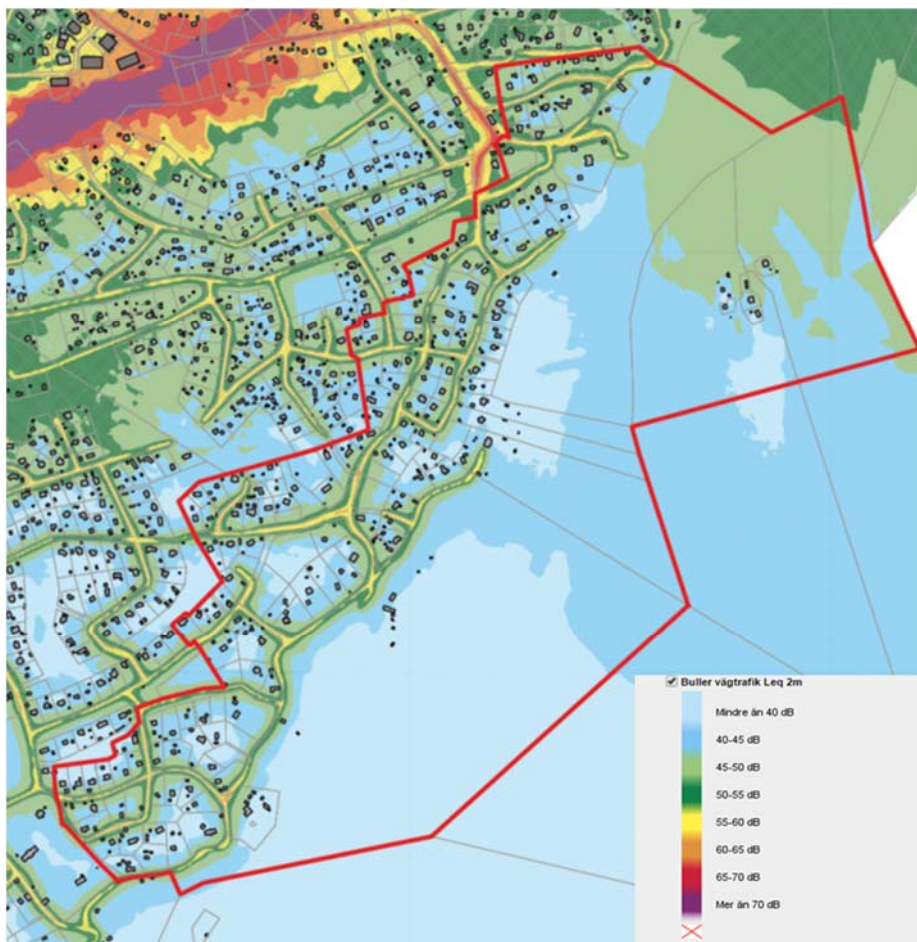 Buller vägtrafik Leq 2m
Mindre än 40 dB
40-45 dB
45-50 dB
50-55 dB
55-60 dB
60-65 dB
65-70 dB
Mer än 70 dB